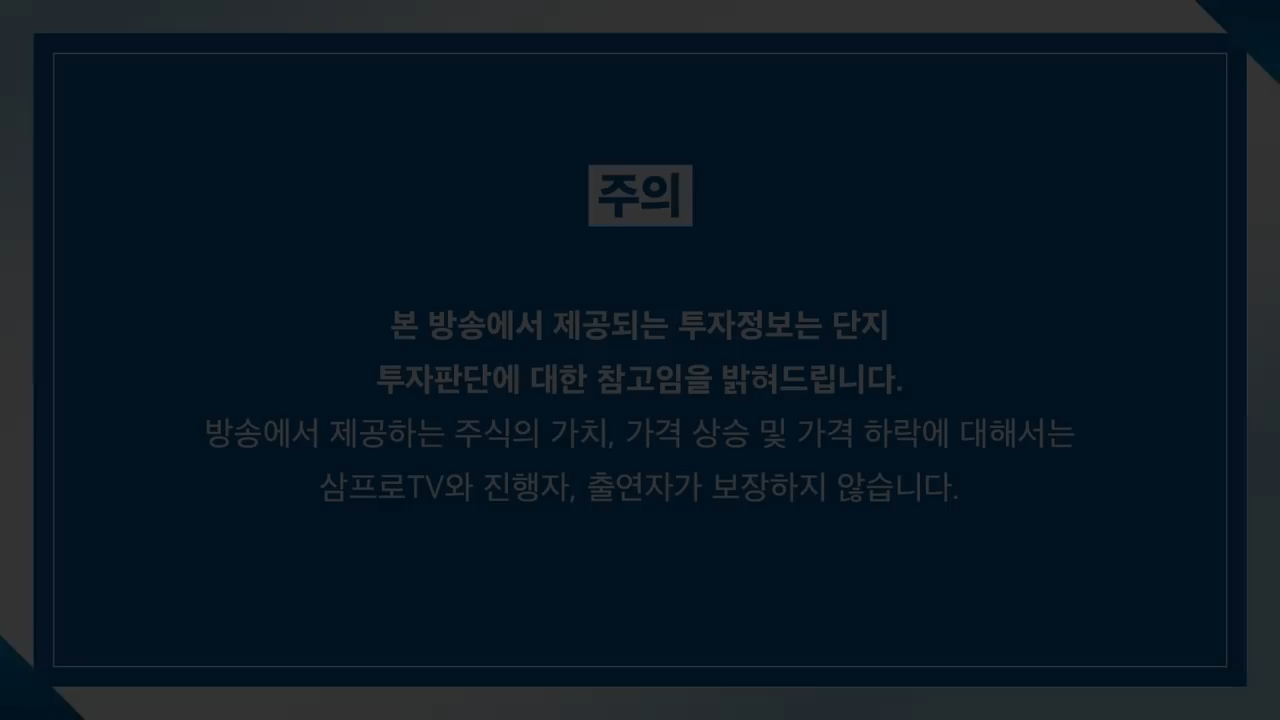 주의
본 방송에서 제공되는 투자정보는 단지
투자판단에 대한 참고임을 밝혀드립니다.
방송에서 제공하는 주식의 가치, 가격 상승 및 가격 하락에 대해서는
삼프로TV와 진행자, 출연자가 보장하지 않습니다.